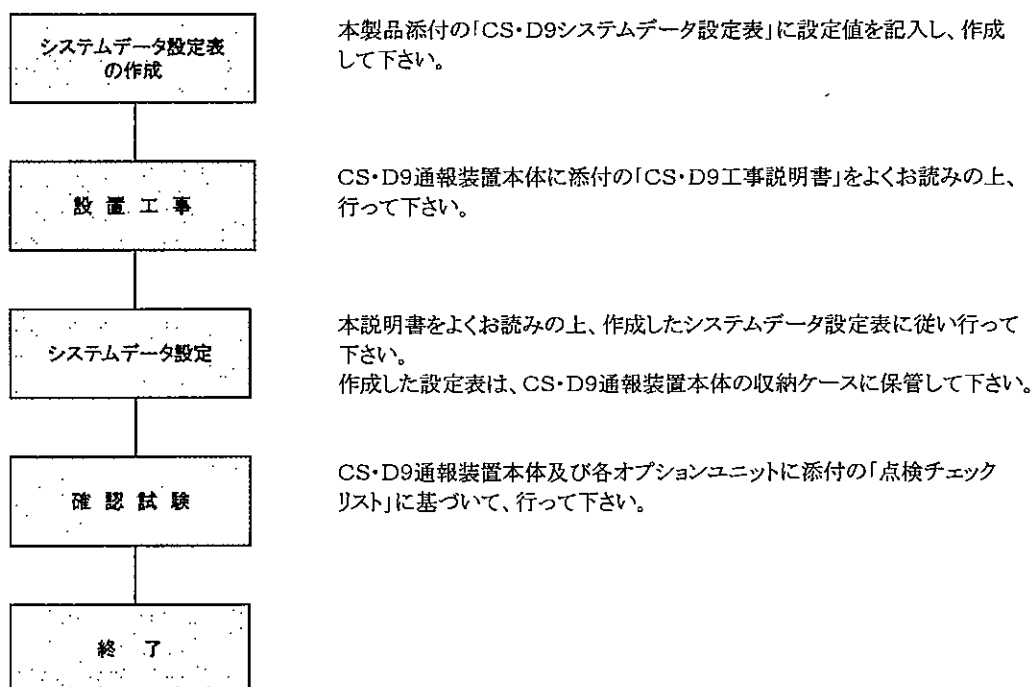 システムデータ設定表
の作成
本製品添付の「CS・D9システムデータ設定表」に設定値を記入し、作成
して下さい。
設置工事
CS・D9通報装置本体に添付の「CS・D9工事説明書」をよくお読みの上、
行って下さい。
システムデータ設定
本説明書をよくお読みの上、作成したシステムデータ設定表に従い行って
下さい。
作成した設定表は、CS・D9通報装置本体の収納ケースに保管して下さい。
確認試験
CS・D9通報装置本体及び各オプションユニットに添付の「点検チェック
リスト」に基づいて、行って下さい。
終了